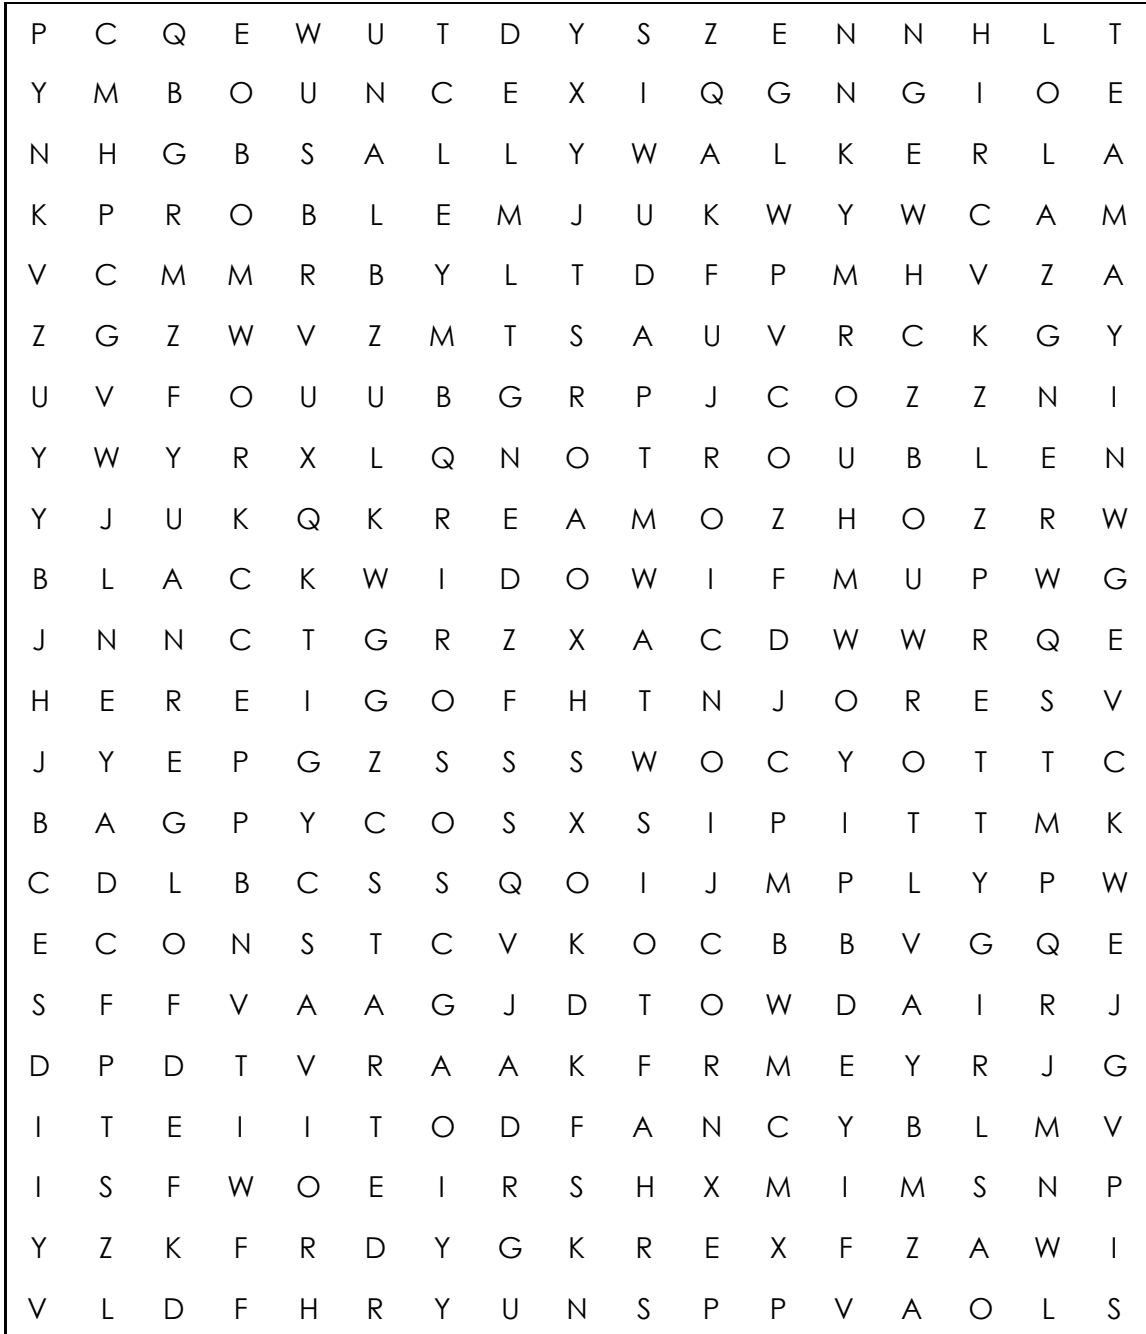 P C Q E W U T D Y S Z E N N H L T
Y M B O U N C E X I Q G N G I O E
N H G B S A L L Y W A L K E R L A
K P R O B L E M J U K W Y W C A M
V C M M R B Y L T D F P M H V Z A
Z G Z W V Z M T S A U V R C K G Y
U V F O U U B G R P J C O Z Z N I
Y W Y R X L Q N O T R O U B L E N
Y J U K Q K R E A M O Z H O Z R W
B L A C K W I D O W I F M U P W G
J N N C T G R Z X A C D W W R Q E
H E R E I G O F H T N J O R E S V
J Y E P G Z S S S W O C Y O T T C
B A G P Y C O S X S I P I T T M K
C D L B C S S Q O I J M P L Y P W
E C O N S T C V K O C B B V G Q E
S F F V A A G J D T O W D A I R J
D P D T V R A A K F R M E Y R J G
I T E I I T O D F A N C Y B L M V
I S F W O E I R S H X M I M S N P
Y Z K F R D Y G K R E X F Z A W I
V L D F H R Y U N S P P V A O L S